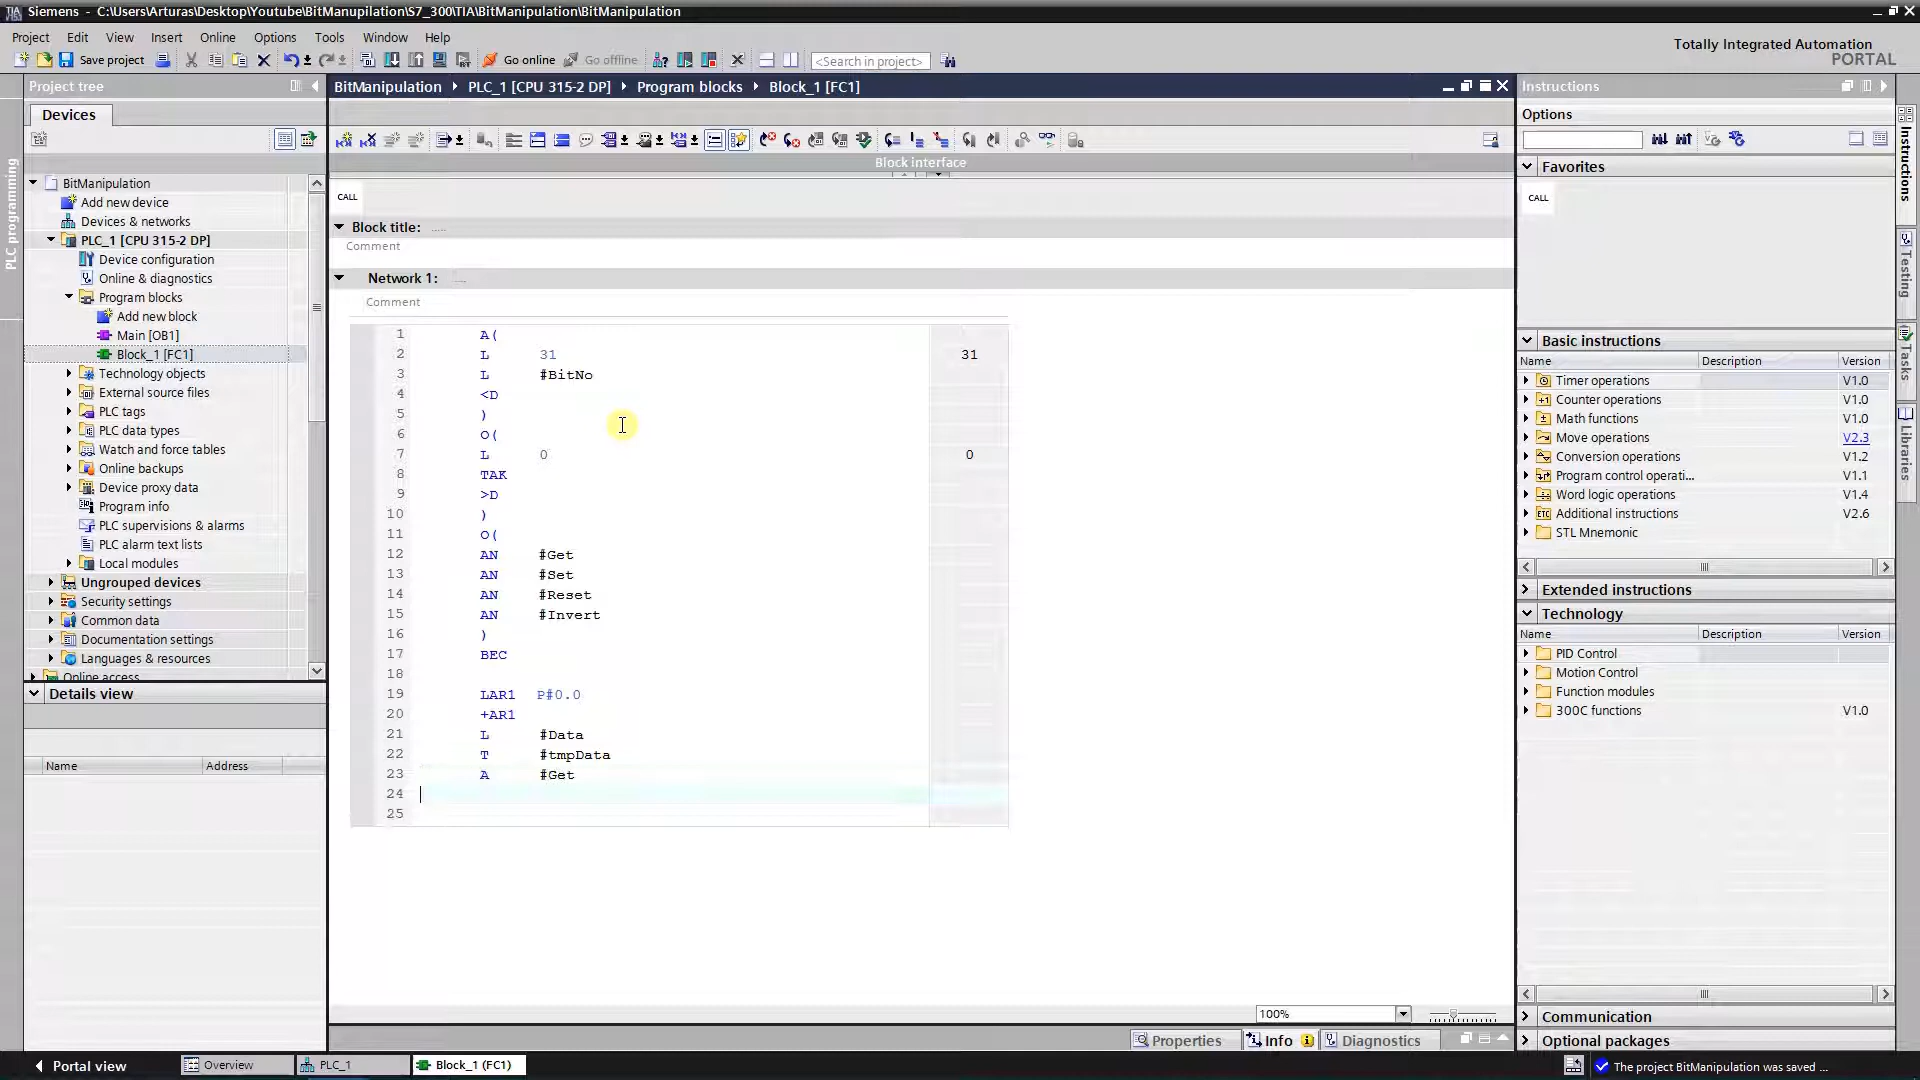 Siemens - C:\Users\Arturas\Desktop\Youtube\BitManupilation\S7_300\TIA\BitManipulation\BitManipulation
Project Edit View Insert Online Options Tools Window Help
Totally Integrated Automation
PORTAL
Save project
Go online
Go offline
<Search in project>
Project tree
BitManipulation PLC_1 [CPU 315-2 DP] Program blocks Block_1 [FC1]
Instructions
Devices
PLC programming
BitManipulation
Add new device
Devices & networks
PLC_1 [CPU 315-2 DP]
Device configuration
Online & diagnostics
Program blocks
Add new block
Main [OB1]
Block_1 [FC1]
Technology objects
External source files
PLC tags
PLC data types
Watch and force tables
Online backups
Device proxy data
Program info
PLC supervisions & alarms
PLC alarm text lists
Local modules
Ungrouped devices
Security settings
Common data
Documentation settings
Languages & resources
Online access
Details view
Name Address
Block interface
CALL
Block title: .....
Comment
Network 1: .....
Comment
1 A(
2 L 31 31
3 L #BitNo
4 <D
5 )
6 O(
7 L 0 0
8 TAK
9 >D
10 )
11 O(
12 AN #Get
13 AN #Set
14 AN #Reset
15 AN #Invert
16 )
17 BEC
18
19 LAR1 P#0.0
20 +AR1
21 L #Data
22 T #tmpData
23 A #Get
24
25
100%
Properties Info Diagnostics
Options
Favorites
CALL
Basic instructions
Name Description Version
Timer operations V1.0
Counter operations V1.0
Math functions V1.0
Move operations V2.3
Conversion operations V1.2
Program control operati... V1.1
Word logic operations V1.4
Additional instructions V2.6
STL Mnemonic
Extended instructions
Technology
Name Description Version
PID Control
Motion Control
Function modules
300C functions V1.0
Communication
Optional packages
Instructions
Testing
Tasks
Libraries
Portal view Overview PLC_1 Block_1 (FC1)
The project BitManipulation was saved ...